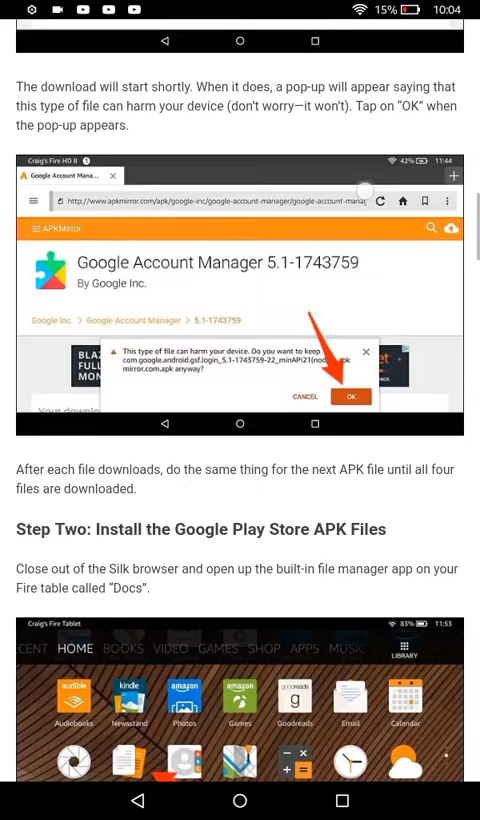 15% 10:04
The download will start shortly. When it does, a pop-up will appear saying that
this type of file can harm your device (don’t worry—it won’t). Tap on “OK” when
the pop-up appears.
Craig's Fire HD 8 1 42% 11:44
Google Account Mana...
http://www.apkmirror.com/apk/google-inc/google-account-manager/google-account-manag
APKMirror
Google Account Manager 5.1-1743759
By Google Inc.
Google Inc. > Google Account Manager > 5.1-1743759
BLAZ
FULL
MON
This type of file can harm your device. Do you want to keep
com.google.android.gsf.login_5.1-1743759-22_minAPI21(nod pk
mirror.com.apk anyway?
CANCEL OK
After each file downloads, do the same thing for the next APK file until all four
files are downloaded.
Step Two: Install the Google Play Store APK Files
Close out of the Silk browser and open up the built-in file manager app on your
Fire table called “Docs”.
Craig's Fire Tablet 83% 11:53
CENT HOME BOOKS VIDEO GAMES SHOP APPS MUSIC
LIBRARY
audible kindle amazon amazon goodreads
g
Audiobooks Newsstand Photos Games Goodreads Email Calendar